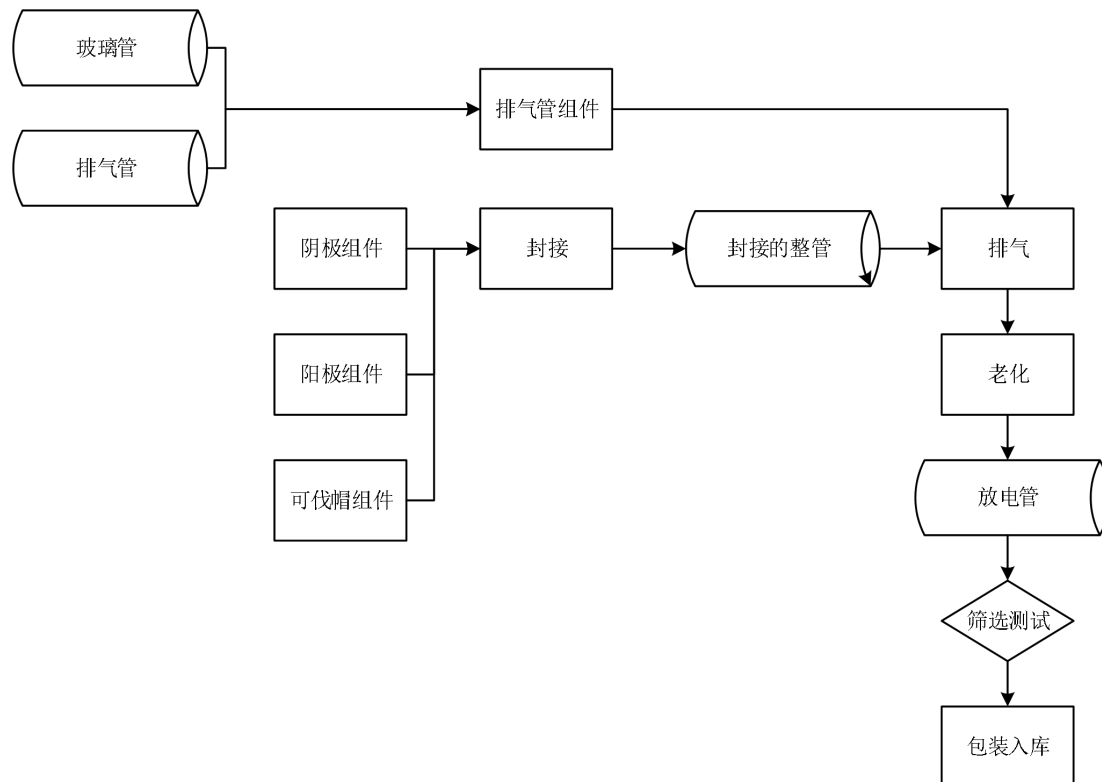 玻璃管
排气管组件
排气管
阴极组件
封接
封接的整管
排气
阳极组件
老化
可伐帽组件
放电管
筛选测试
包装入库